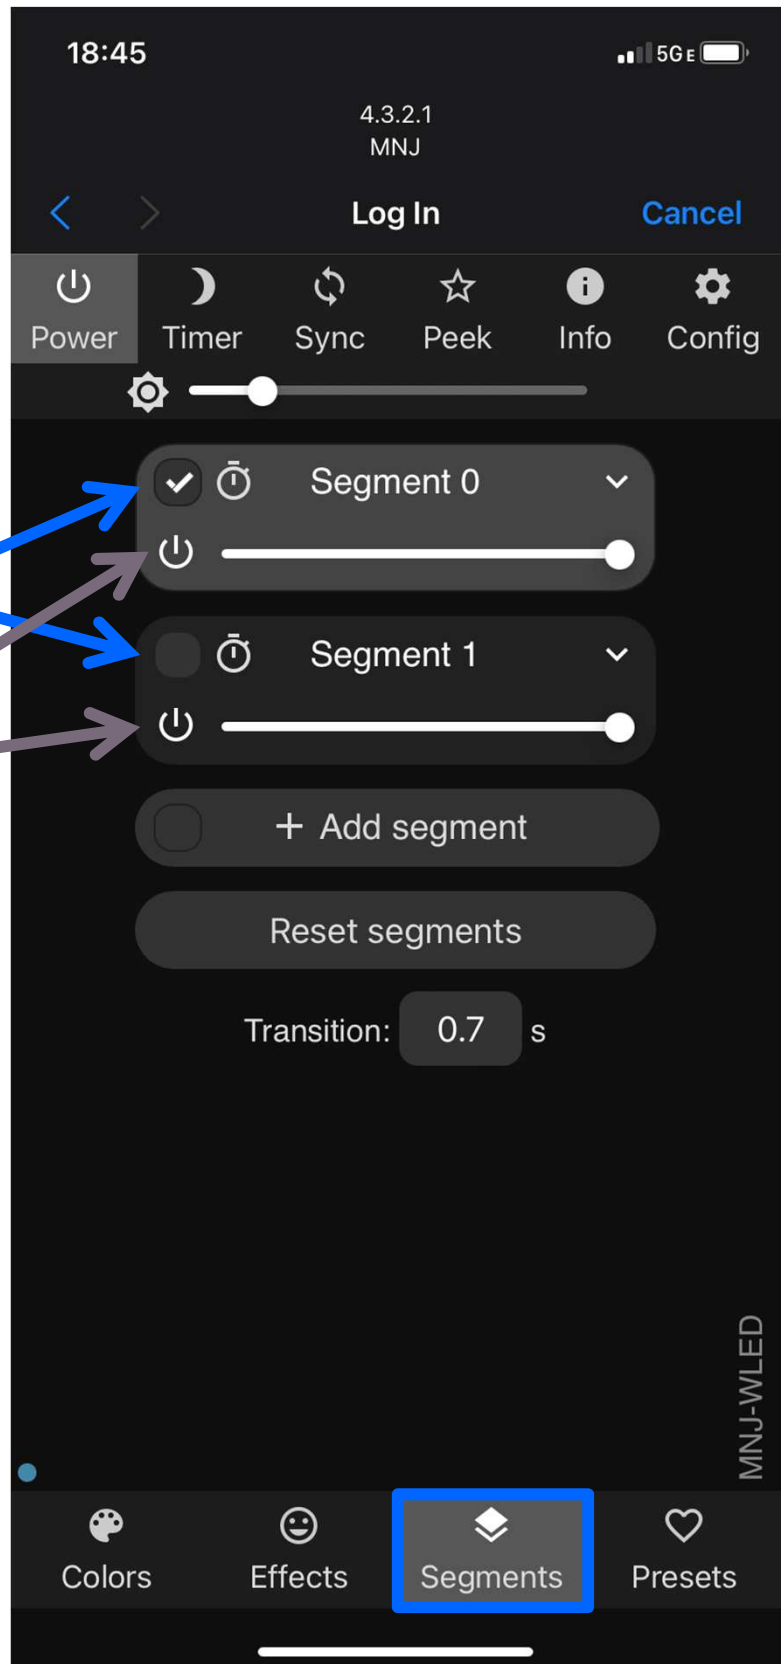 18:45 5G E
4.3.2.1
MNJ
Log In Cancel
Power Timer Sync Peek Info Config
Segment 0
Segment 1
+ Add segment
Reset segments
Transition: 0.7 s
MNJ-WLED
Colors Effects Segments Presets